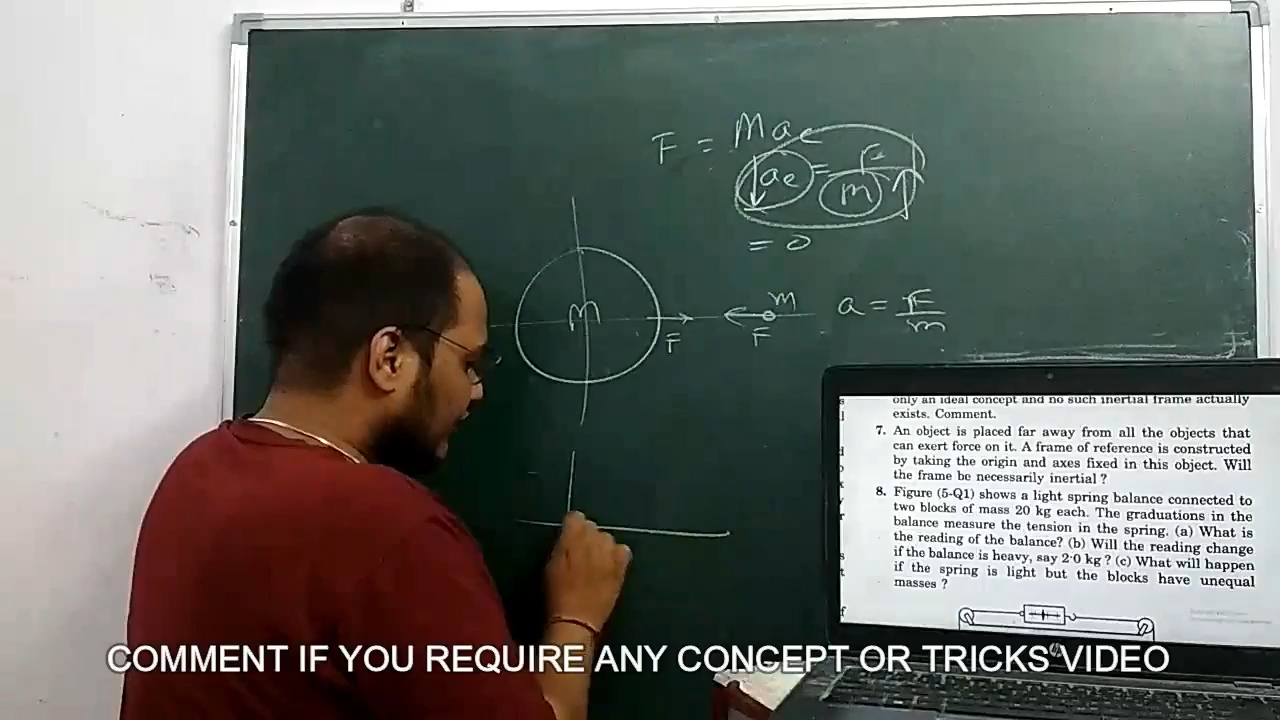 F = Mae
ae = F
m
= 0
M
F
m
F
a = F
m
only an ideal concept and no such inertial frame actually
exists. Comment.
7. An object is placed far away from all the objects that
can exert force on it. A frame of reference is constructed
by taking the origin and axes fixed in this object. Will
the frame be necessarily inertial ?
8. Figure (5-Q1) shows a light spring balance connected to
two blocks of mass 20 kg each. The graduations in the
balance measure the tension in the spring. (a) What is
the reading of the balance? (b) Will the reading change
if the balance is heavy, say 2·0 kg ? (c) What will happen
if the spring is light but the blocks have unequal
masses ?
hp
COMMENT IF YOU REQUIRE ANY CONCEPT OR TRICKS VIDEO